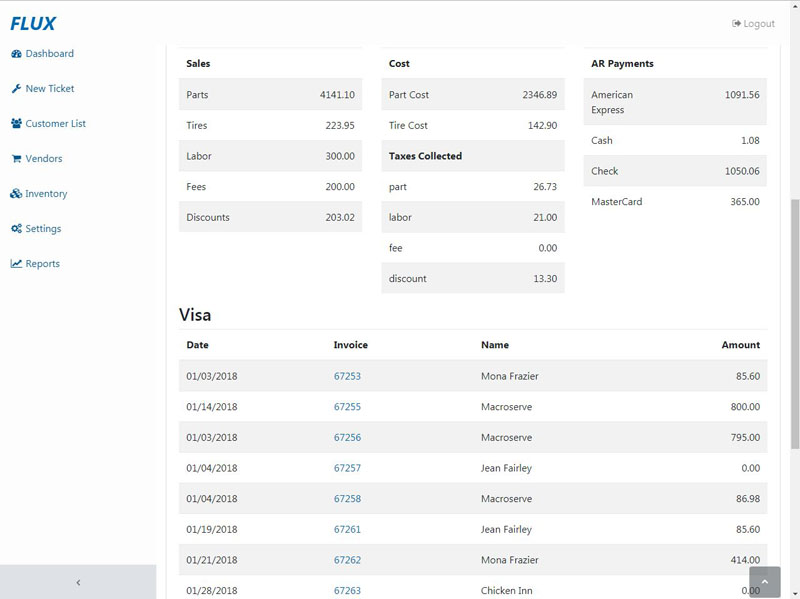 FLUX
Logout
Dashboard
New Ticket
Customer List
Vendors
Inventory
Settings
Reports
Sales
Parts 4141.10
Tires 223.95
Labor 300.00
Fees 200.00
Discounts 203.02
Cost
Part Cost 2346.89
Tire Cost 142.90
Taxes Collected
part 26.73
labor 21.00
fee 0.00
discount 13.30
AR Payments
American 1091.56
Express
Cash 1.08
Check 1050.06
MasterCard 365.00
Visa
Date Invoice Name Amount
01/03/2018 67253 Mona Frazier 85.60
01/14/2018 67255 Macroserve 800.00
01/03/2018 67256 Macroserve 795.00
01/04/2018 67257 Jean Fairley 0.00
01/04/2018 67258 Macroserve 86.98
01/19/2018 67261 Jean Fairley 85.60
01/21/2018 67262 Mona Frazier 414.00
01/28/2018 67263 Chicken Inn 0.00